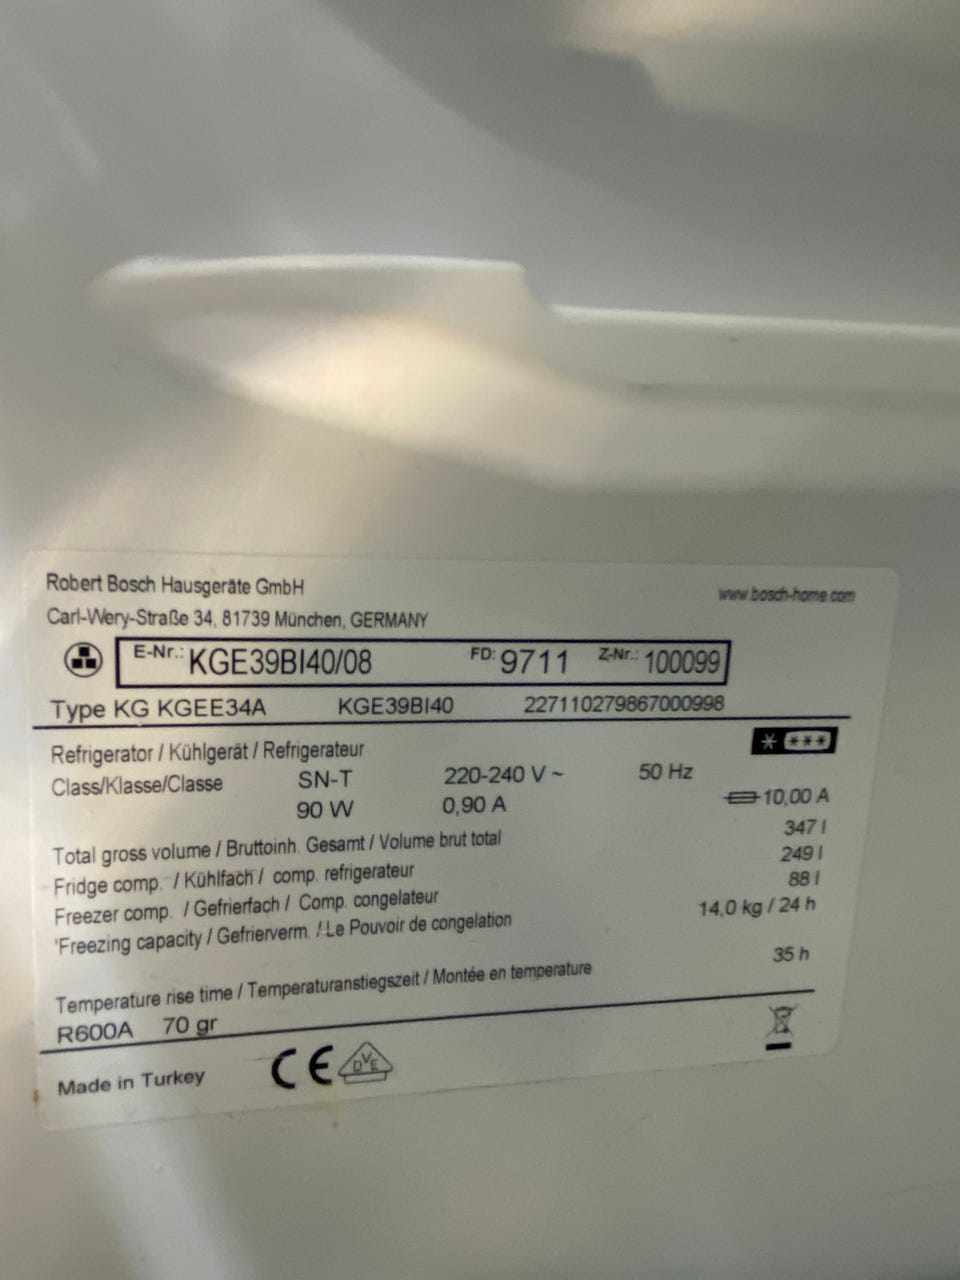 Robert Bosch Hausgeräte GmbH
www.bosch-home.com
Carl-Wery-Straße 34, 81739 München, GERMANY
E-Nr.: KGE39BI40/08 FD: 9711 Z-Nr.: 100099
Type KG KGEE34A KGE39BI40 227110279867000998
Refrigerator / Kühlgerät / Refrigerateur
Class/Klasse/Classe SN-T 220-240 V ~ 50 Hz
90 W 0,90 A 10,00 A
Total gross volume / Bruttoinh. Gesamt / Volume brut total 347 l
Fridge comp. / Kühlfach / comp. refrigerateur 249 l
Freezer comp. / Gefrierfach / Comp. congelateur 88 l
'Freezing capacity / Gefrierverm. / Le Pouvoir de congelation 14,0 kg / 24 h
Temperature rise time / Temperaturanstiegszeit / Montée en temperature 35 h
R600A 70 gr
Made in Turkey CE DVE